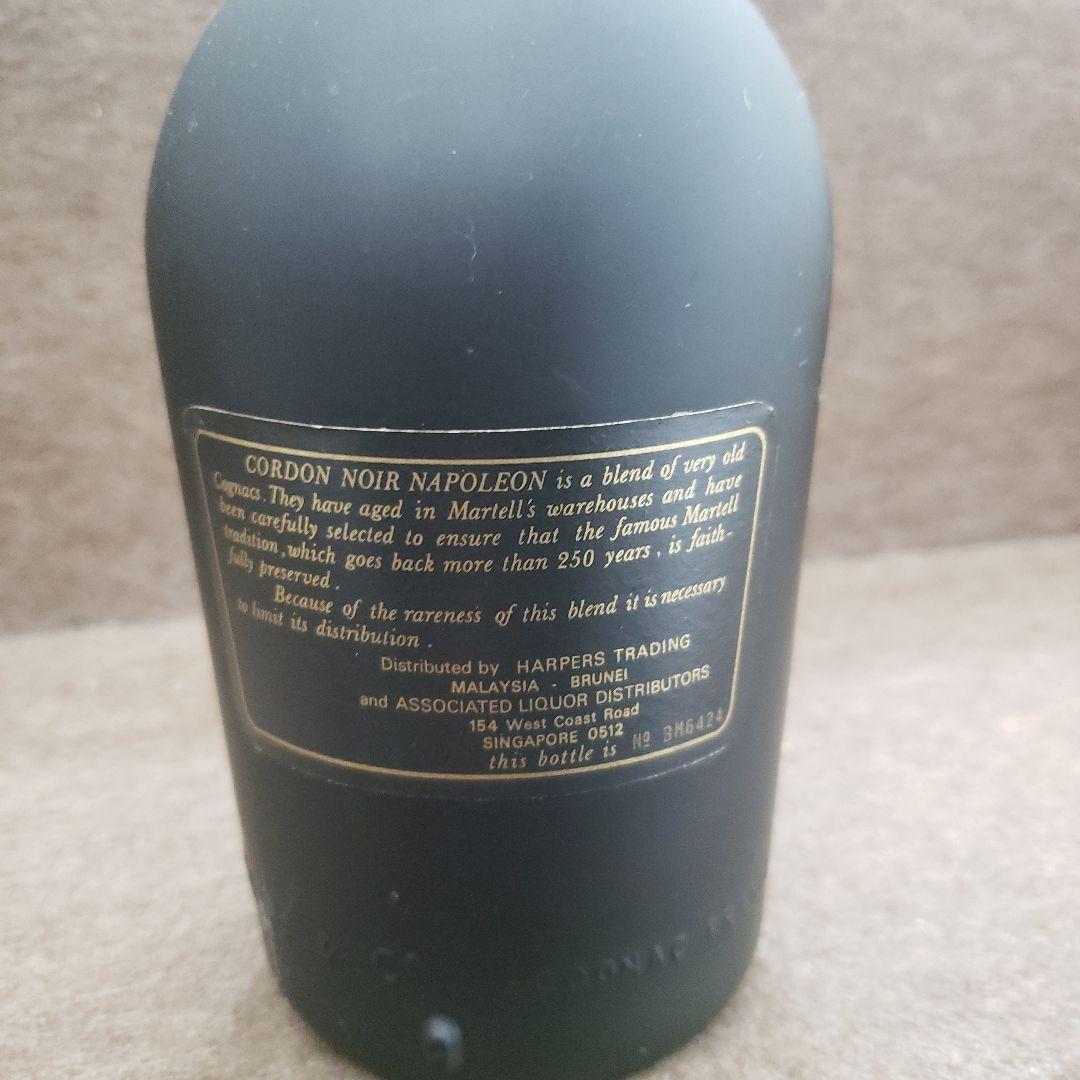 CORDON NOIR NAPOLEON is a blend of very old
Cognacs. They have aged in Martell's warehouses and have
been carefully selected to ensure that the famous Martell
tradition, which goes back more than 250 years, is faith-
fully preserved.
Because of the rareness of this blend it is necessary
to limit its distribution.
Distributed by HARPERS TRADING
MALAYSIA - BRUNEI
and ASSOCIATED LIQUOR DISTRIBUTORS
154 West Coast Road
SINGAPORE 0512
this bottle is Nº BM6424
COGNAC